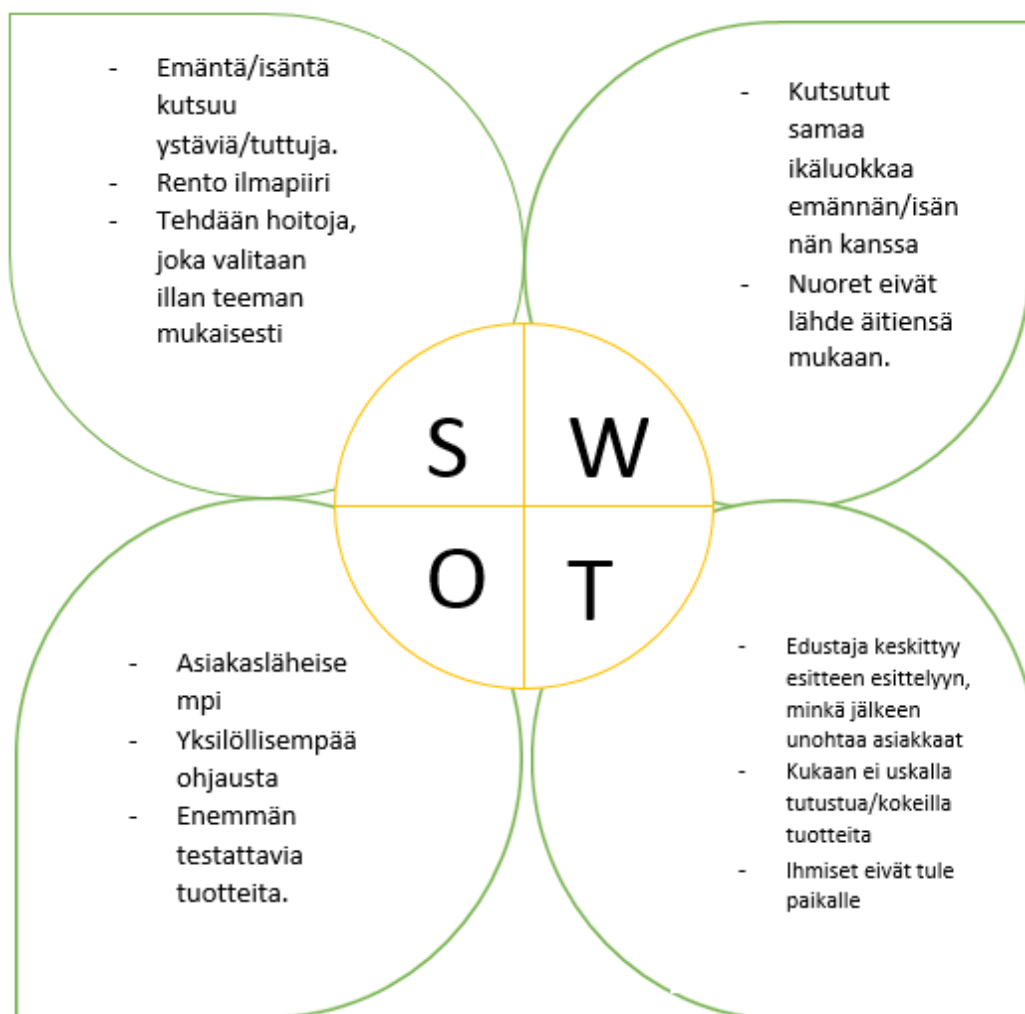 - Emäntä/isäntä
kutsuu
ystäviä/tuttuja.
- Rento ilmapiiri
- Tehdään hoitoja,
joka valitaan
illan teeman
mukaisesti
- Kutsutut
samaa
ikäluokkaa
emännän/isän
nän kanssa
- Nuoret eivät
lähde äitiensä
mukaan.
S
W
O
T
- Asiakasläheise
mpi
- Yksilöllisempää
ohjausta
- Enemmän
testattavia
tuotteita.
- Edustaja keskittyy
esitteen esittelyyn,
minkä jälkeen
unohtaa asiakkaat
- Kukaan ei uskalla
tutustua/kokeilla
tuotteita
- Ihmiset eivät tule
paikalle